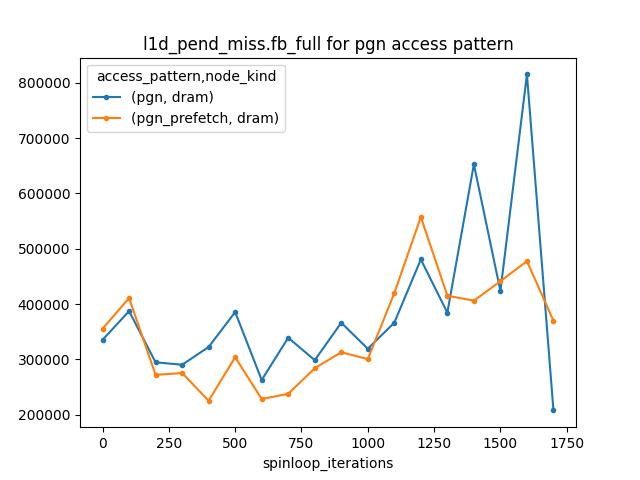 l1d_pend_miss.fb_full for pgn access pattern
access_pattern,node_kind
(pgn, dram)
(pgn_prefetch, dram)
800000
700000
600000
500000
400000
300000
200000
0 250 500 750 1000 1250 1500 1750
spinloop_iterations